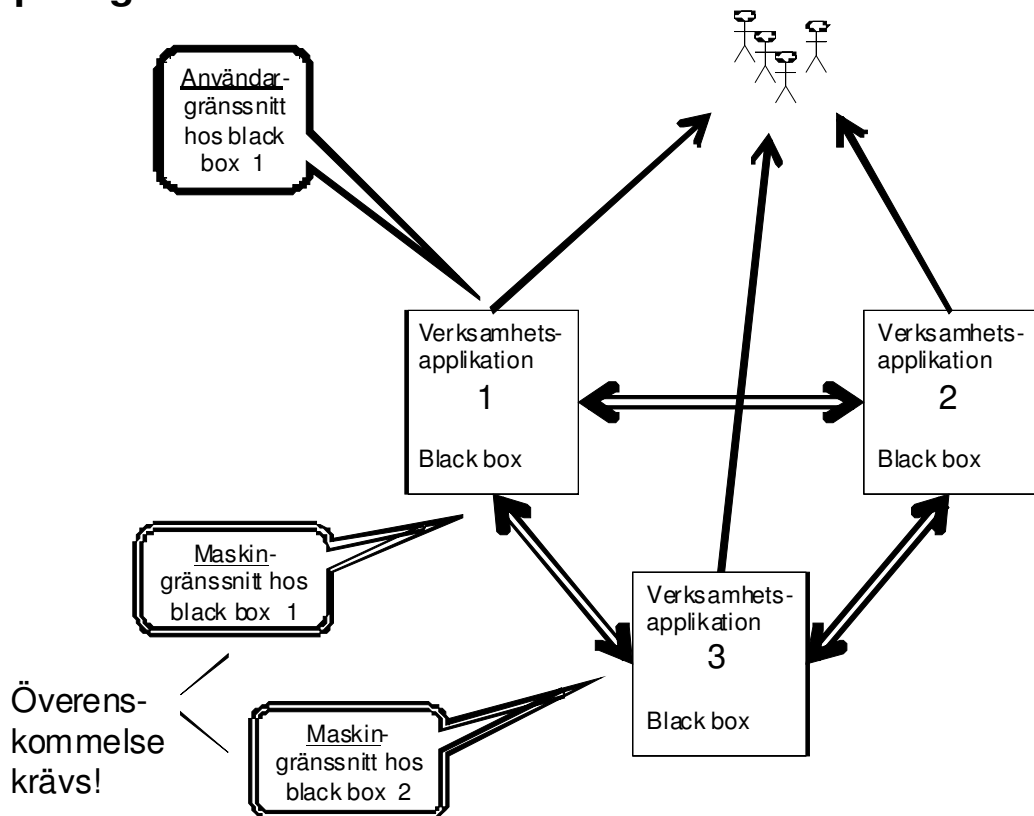 Användar-
gränssnitt
hos black
box 1
Verksamhets-
applikation
1
Black box
Verksamhets-
applikation
2
Black box
Maskin-
gränssnitt hos
black box 1
Verksamhets-
applikation
3
Black box
Överens-
kommelse
krävs!
Maskin-
gränssnitt hos
black box 2